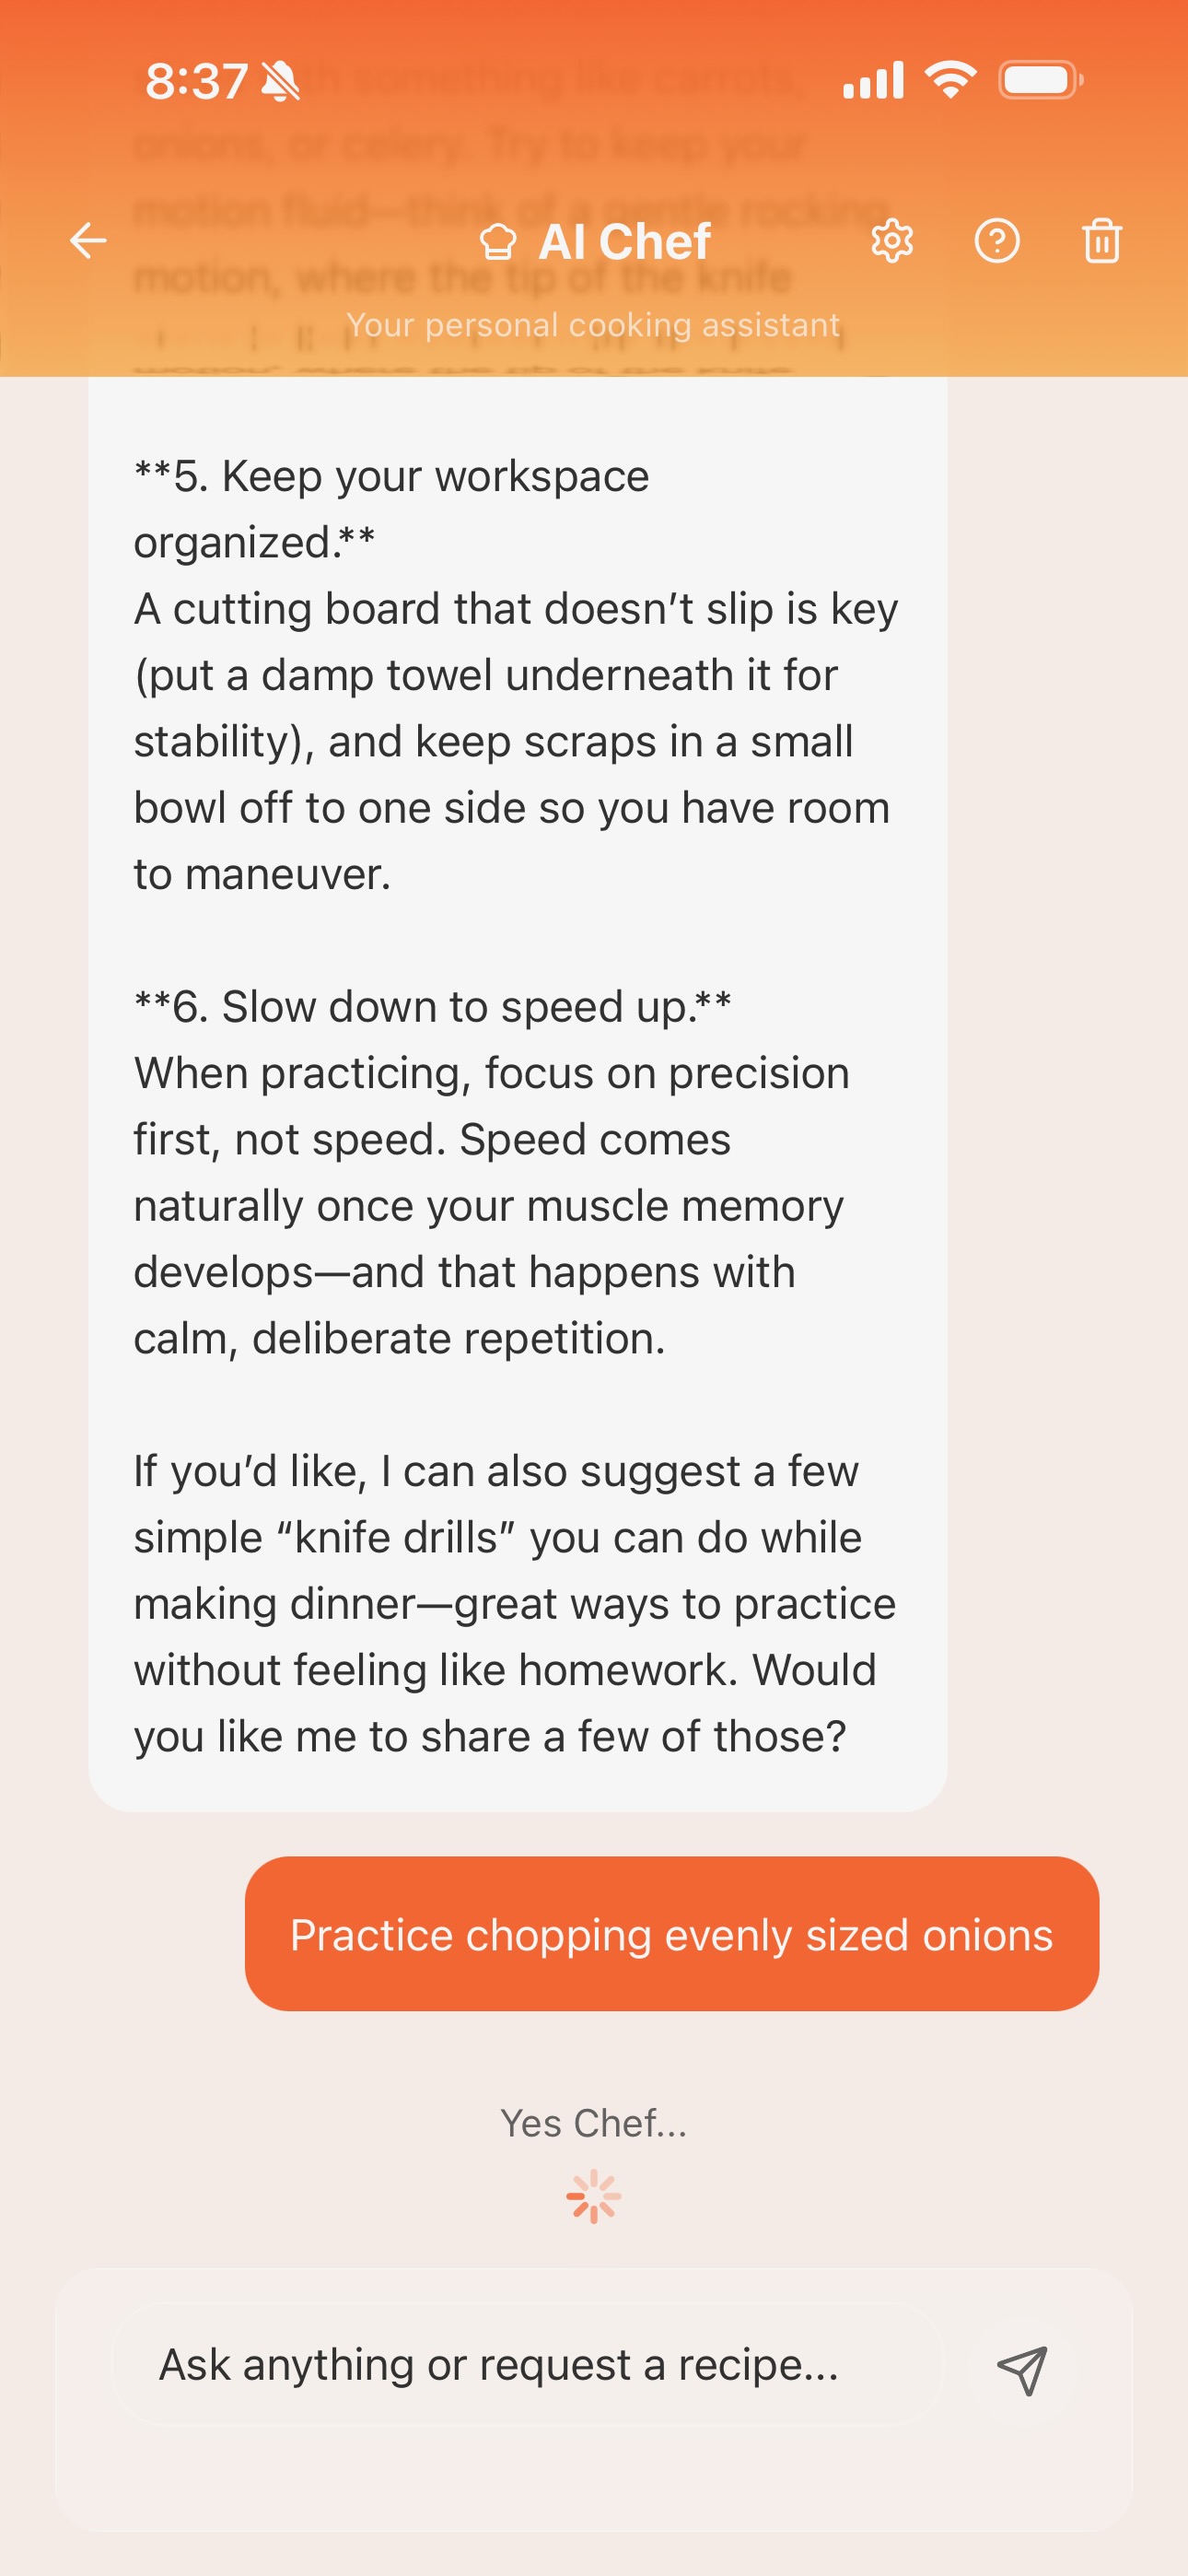 8:37
th something like carrots,
onions, or celery. Try to keep your
motion fluid—think of a gentle rocking
AI Chef
motion, where the tip of the knife
Your personal cooking assistant
**5. Keep your workspace
organized.**
A cutting board that doesn’t slip is key
(put a damp towel underneath it for
stability), and keep scraps in a small
bowl off to one side so you have room
to maneuver.
**6. Slow down to speed up.**
When practicing, focus on precision
first, not speed. Speed comes
naturally once your muscle memory
develops—and that happens with
calm, deliberate repetition.
If you’d like, I can also suggest a few
simple “knife drills” you can do while
making dinner—great ways to practice
without feeling like homework. Would
you like me to share a few of those?
Practice chopping evenly sized onions
Yes Chef...
Ask anything or request a recipe...